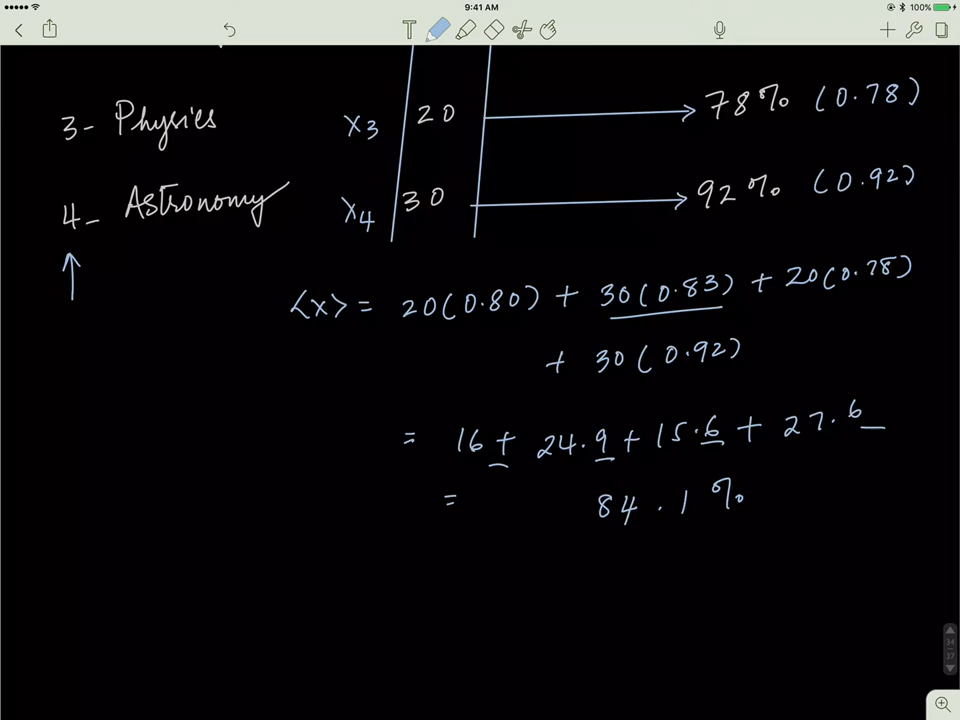 9:41 AM
100%
T
3- Physics x3 20 78% (0.78)
4- Astronomy x4 30 92% (0.92)
<x> = 20(0.80) + 30(0.83) + 20(0.78)
+ 30(0.92)
= 16 + 24.9 + 15.6 + 27.6
= 84.1%
34
37